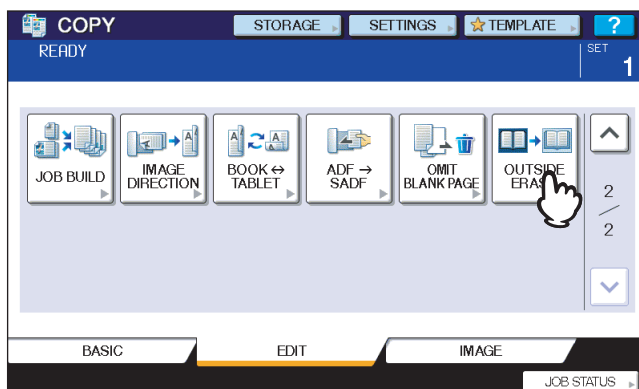 COPY
STORAGE
SETTINGS
TEMPLATE
?
READY
SET
1
JOB BUILD
IMAGE
DIRECTION
BOOK ↔
TABLET
ADF →
SADF
OMIT
BLANK PAGE
OUTSIDE
ERAS
2
2
BASIC
EDIT
IMAGE
JOB STATUS